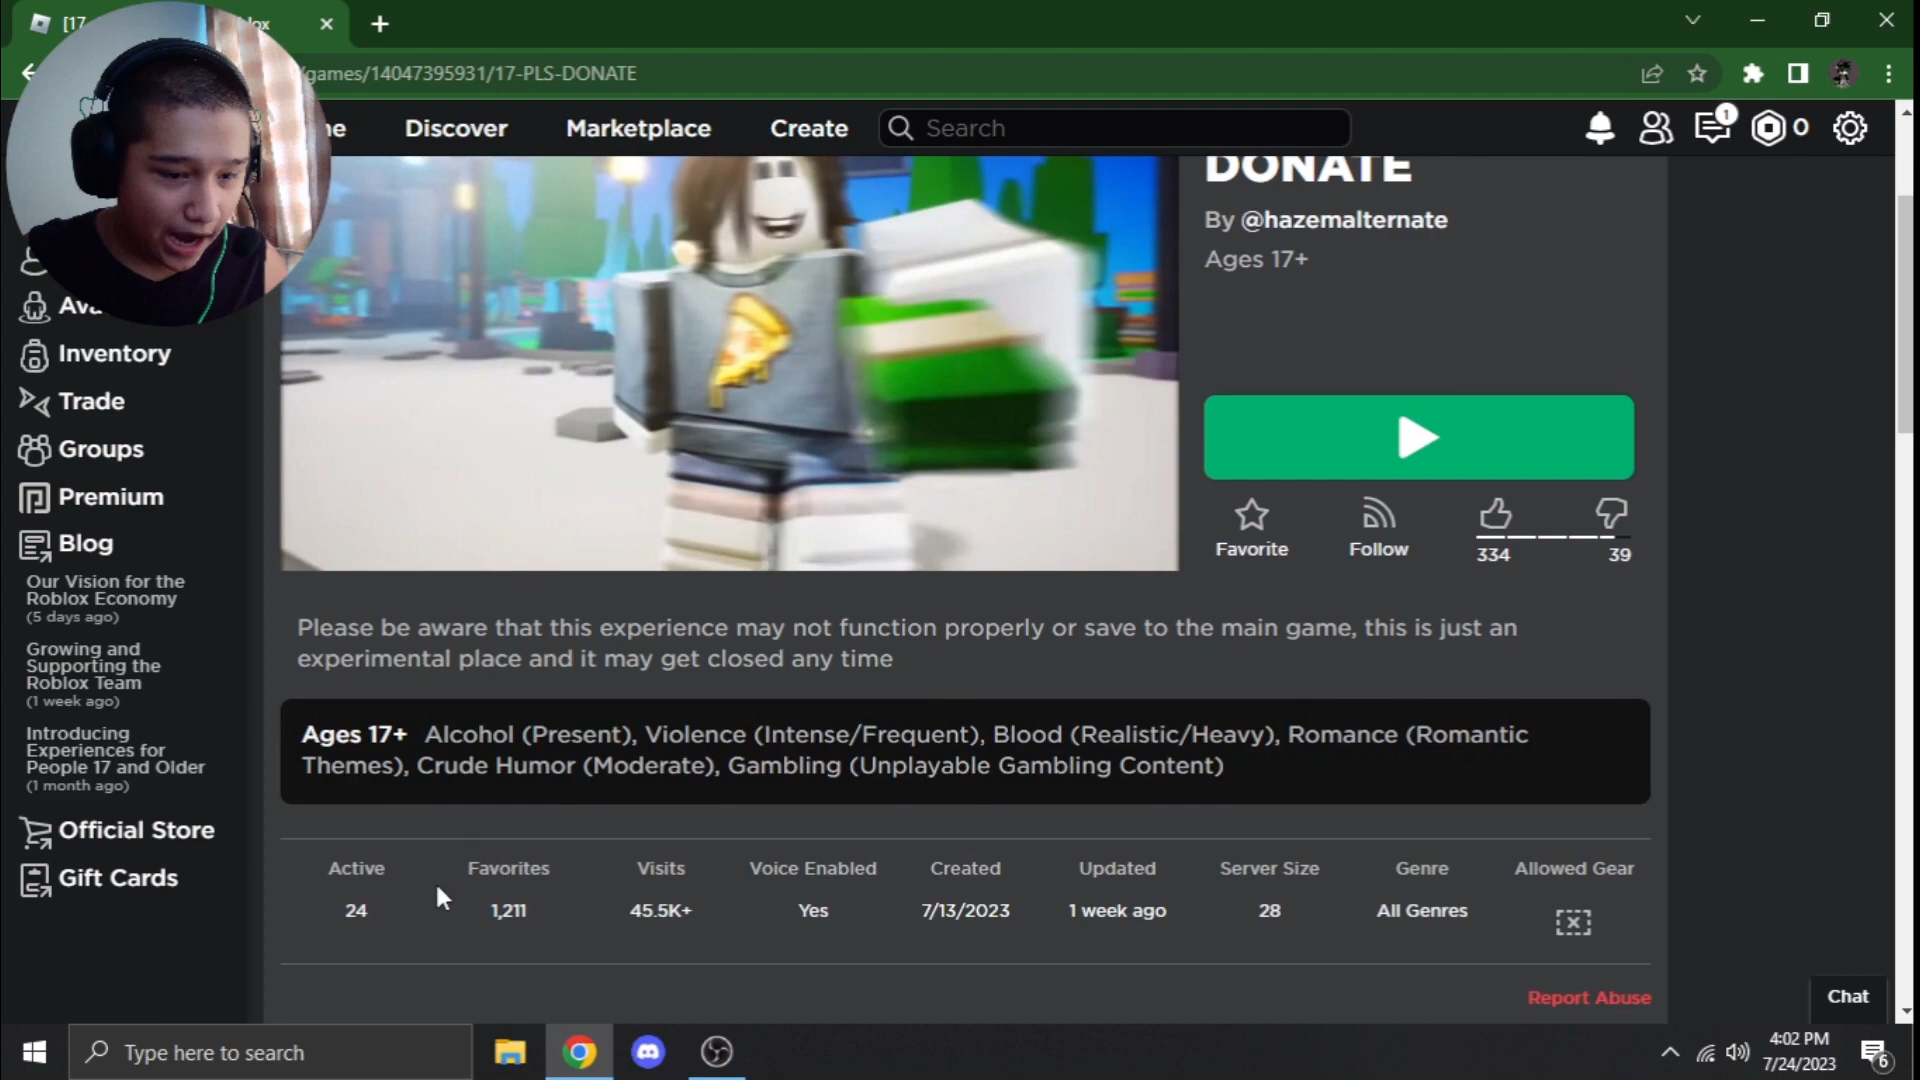 [17
ox
games/14047395931/17-PLS-DONATE
ne
Discover
Marketplace
Create
Search
1
0
DONATE
By @hazemalternate
Ages 17+
Ava
Inventory
Trade
Groups
Premium
Blog
Our Vision for the
Roblox Economy
(5 days ago)
Growing and
Supporting the
Roblox Team
(1 week ago)
Introducing
Experiences for
People 17 and Older
(1 month ago)
Official Store
Gift Cards
Favorite
Follow
334
39
Please be aware that this experience may not function properly or save to the main game, this is just an
experimental place and it may get closed any time
Ages 17+ Alcohol (Present), Violence (Intense/Frequent), Blood (Realistic/Heavy), Romance (Romantic
Themes), Crude Humor (Moderate), Gambling (Unplayable Gambling Content)
Active Favorites Visits Voice Enabled Created Updated Server Size Genre Allowed Gear
24 1,211 45.5K+ Yes 7/13/2023 1 week ago 28 All Genres
Report Abuse
Chat
Type here to search
4:02 PM
7/24/2023
6